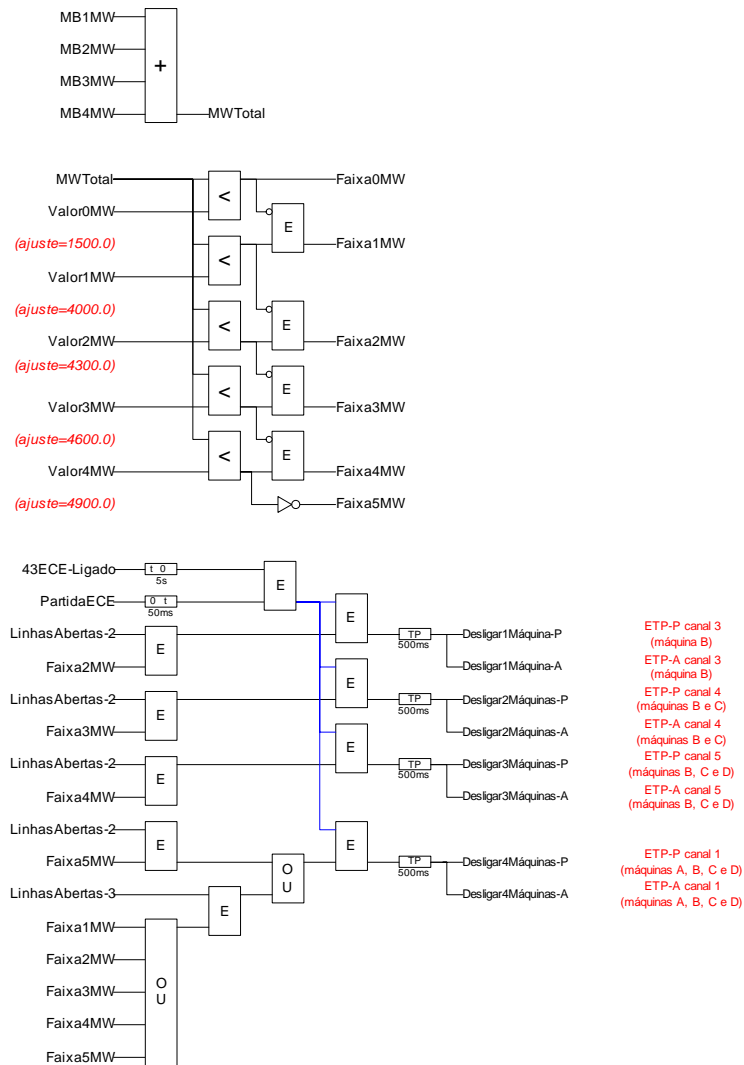 MB1MW
MB2MW
MB3MW
MB4MW
+
MWTotal
MWTotal
<
Faixa0MW
Valor0MW
E
(ajuste=1500.0)
Faixa1MW
<
Valor1MW
(ajuste=4000.0)
<
E
Valor2MW
Faixa2MW
(ajuste=4300.0)
<
E
Valor3MW
Faixa3MW
(ajuste=4600.0)
<
E
Valor4MW
Faixa4MW
(ajuste=4900.0)
Faixa5MW
43ECE-Ligado
t 0
5s
E
PartidaECE
0 t
50ms
E
LinhasAbertas-2
E
TP
500ms
Desligar1Máquina-P
ETP-P canal 3
(máquina B)
Faixa2MW
Desligar1Máquina-A
ETP-A canal 3
(máquina B)
LinhasAbertas-2
E
E
TP
500ms
Desligar2Máquinas-P
ETP-P canal 4
(máquinas B e C)
Faixa3MW
Desligar2Máquinas-A
ETP-A canal 4
(máquinas B e C)
LinhasAbertas-2
E
E
TP
500ms
Desligar3Máquinas-P
ETP-P canal 5
(máquinas B, C e D)
Faixa4MW
Desligar3Máquinas-A
ETP-A canal 5
(máquinas B, C e D)
LinhasAbertas-2
E
E
Faixa5MW
O
U
TP
500ms
Desligar4Máquinas-P
ETP-P canal 1
(máquinas A, B, C e D)
LinhasAbertas-3
E
Desligar4Máquinas-A
ETP-A canal 1
(máquinas A, B, C e D)
Faixa1MW
Faixa2MW
Faixa3MW
O
U
Faixa4MW
Faixa5MW